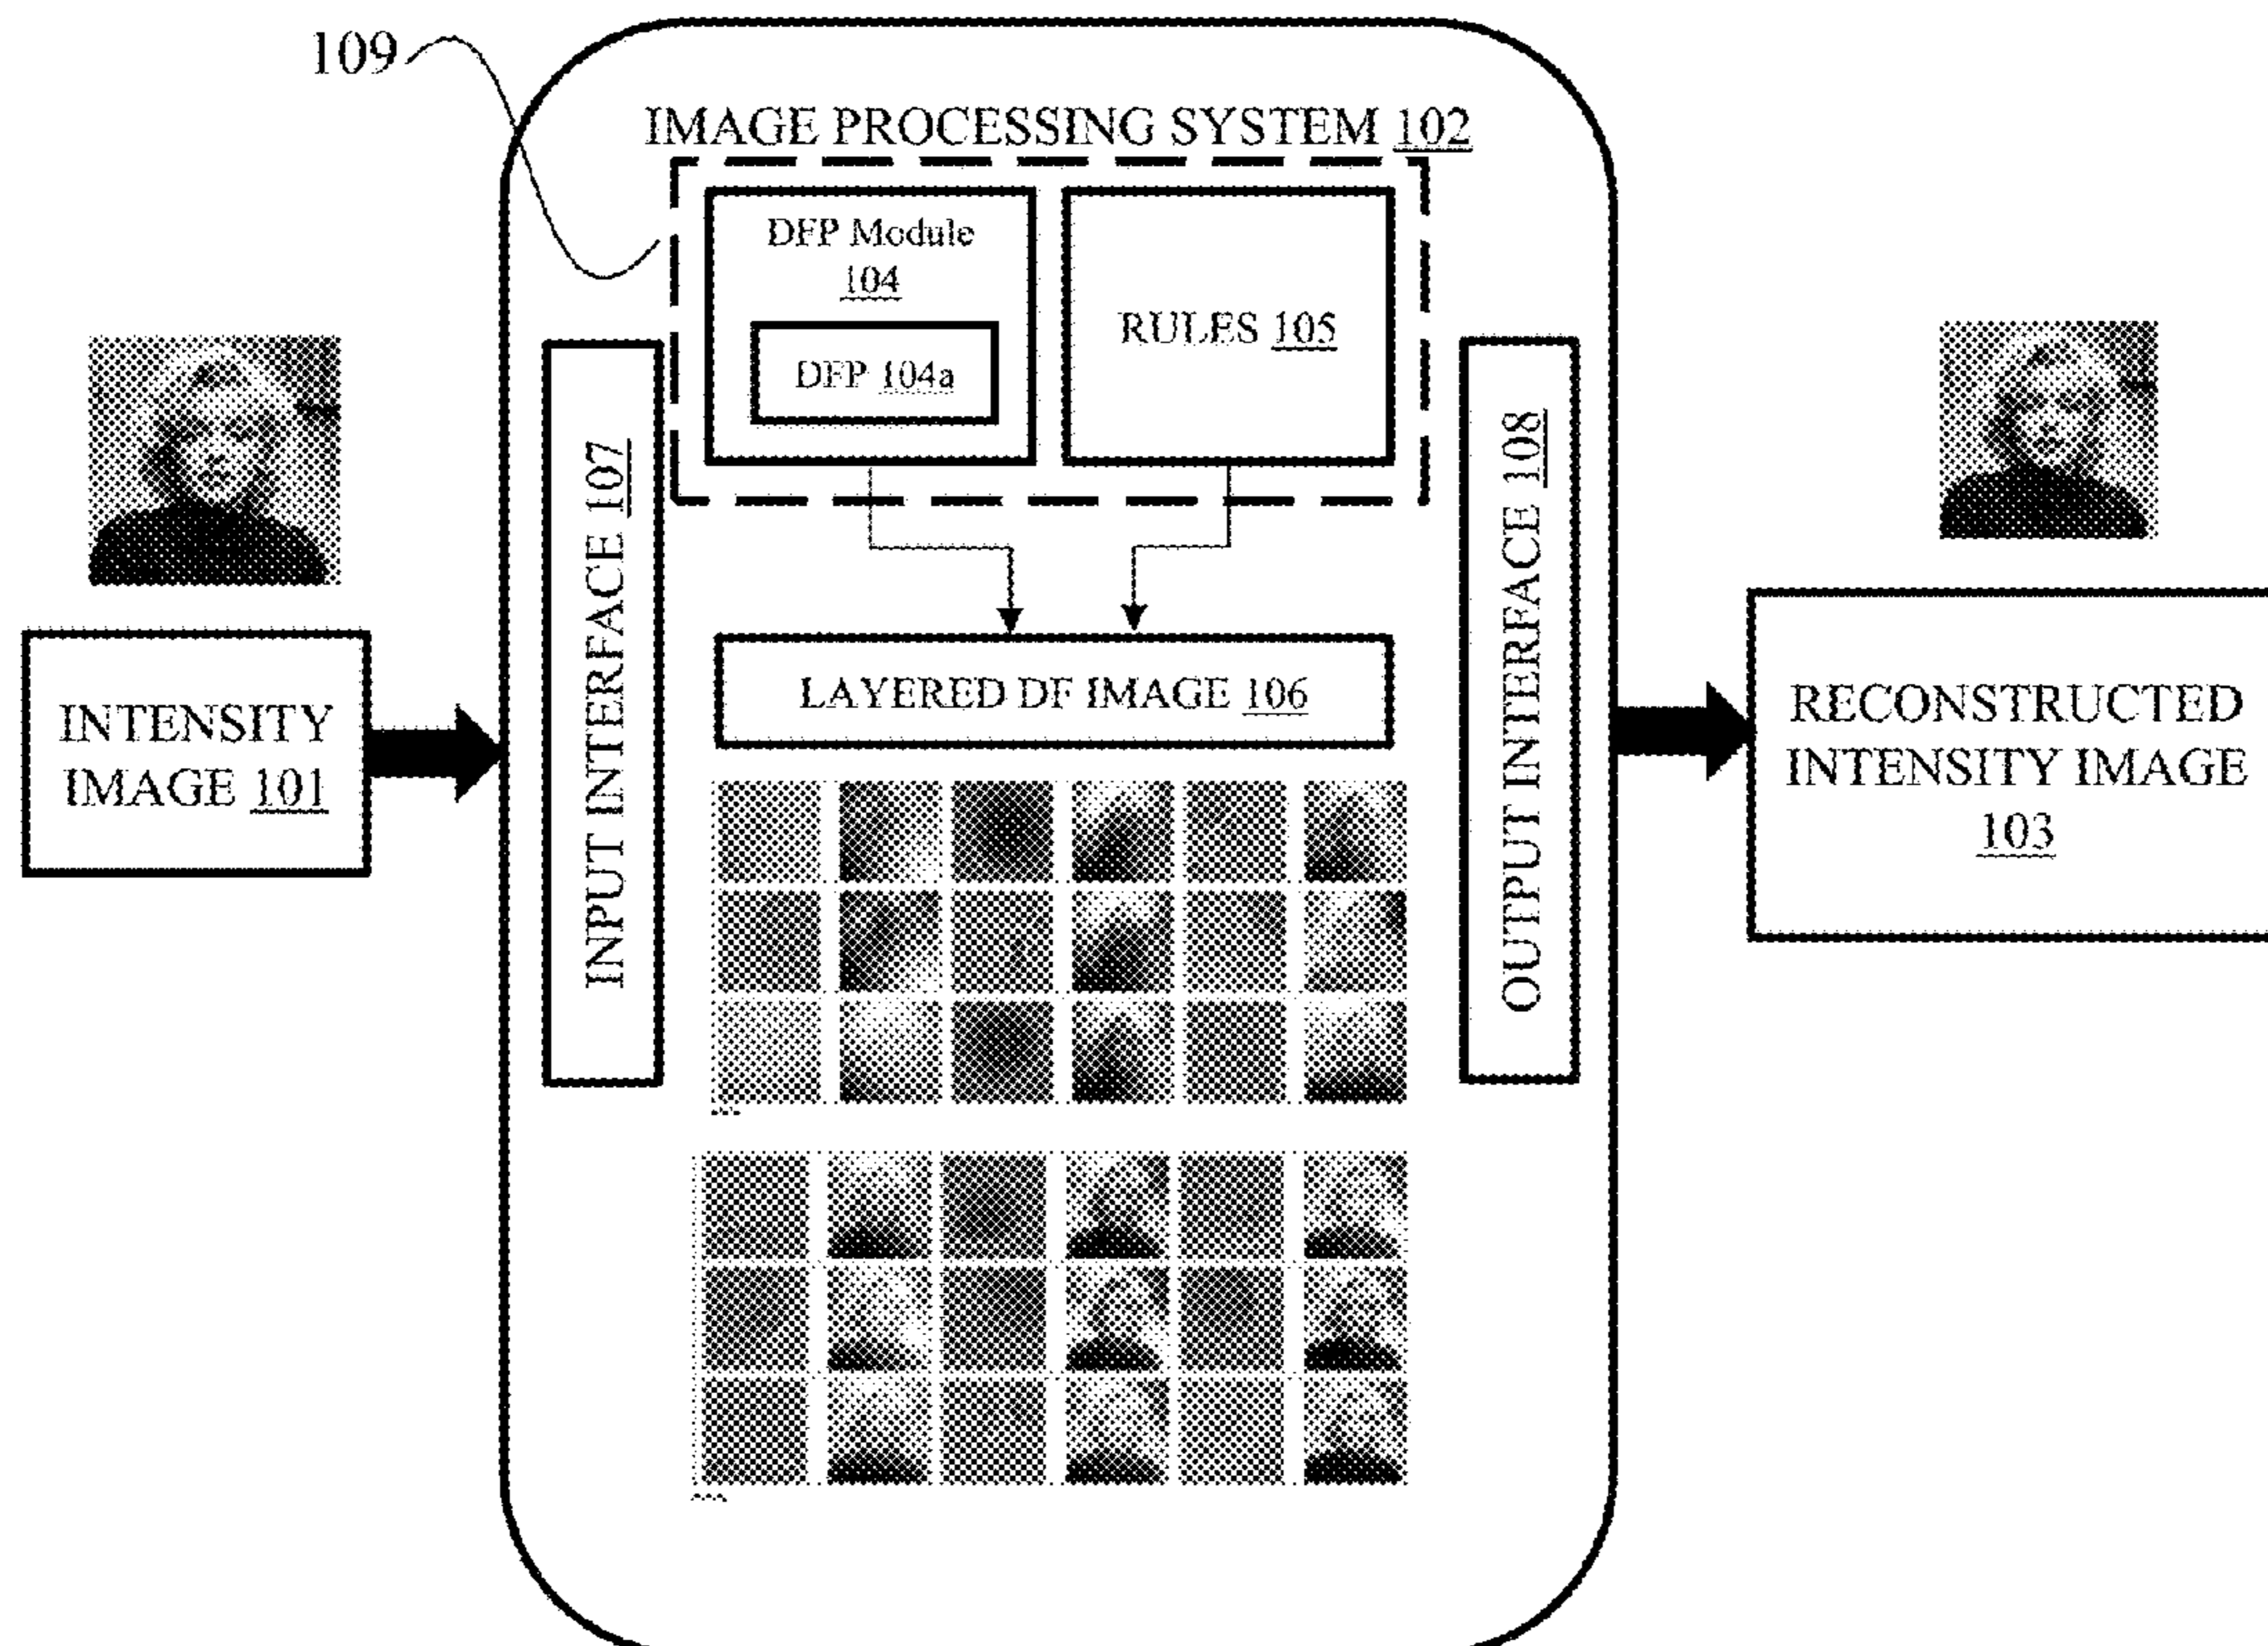 109
IMAGE PROCESSING SYSTEM 102
DFP Module
104
DFP 104a
RULES 105
INPUT INTERFACE 107
OUTPUT INTERFACE 108
LAYERED DF IMAGE 106
INTENSITY
IMAGE 101
RECONSTRUCTED
INTENSITY IMAGE
103